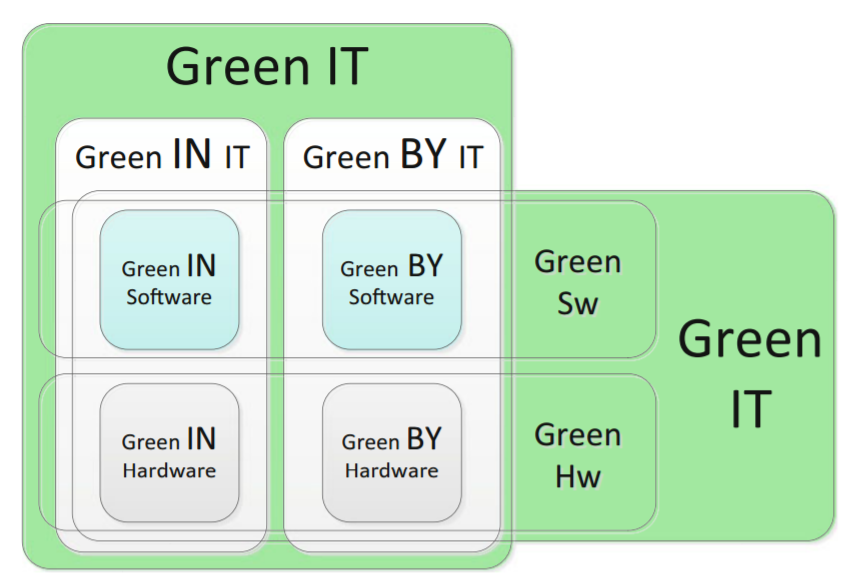 Green IT
Green IN IT
Green BY IT
Green IN
Software
Green BY
Software
Green
Sw
Green
IT
Green IN
Hardware
Green BY
Hardware
Green
Hw